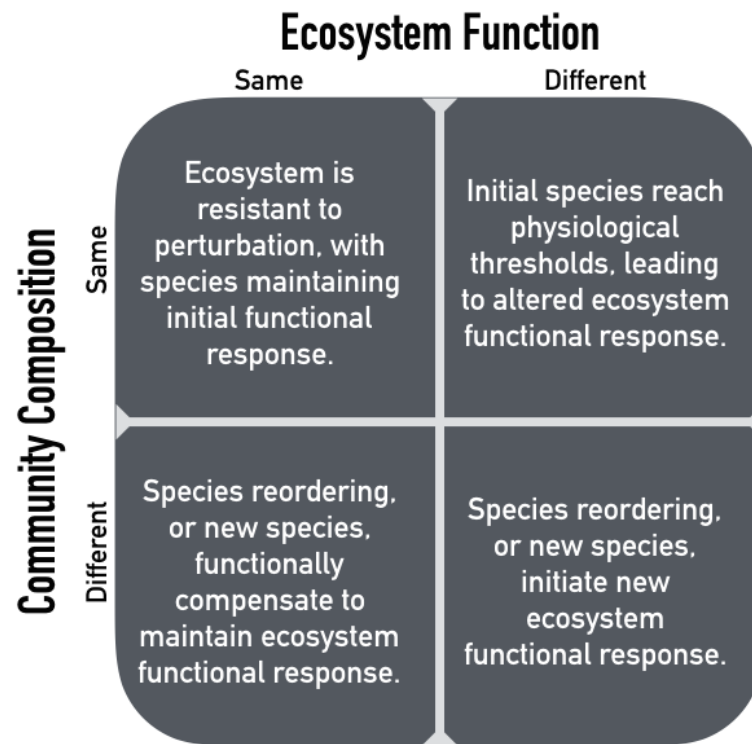 Ecosystem Function
Same
Different
Community Composition
Same
Ecosystem is
resistant to
perturbation, with
species maintaining
initial functional
response.
Initial species reach
physiological
thresholds, leading
to altered ecosystem
functional response.
Different
Species reordering,
or new species,
functionally
compensate to
maintain ecosystem
functional response.
Species reordering,
or new species,
initiate new
ecosystem
functional response.